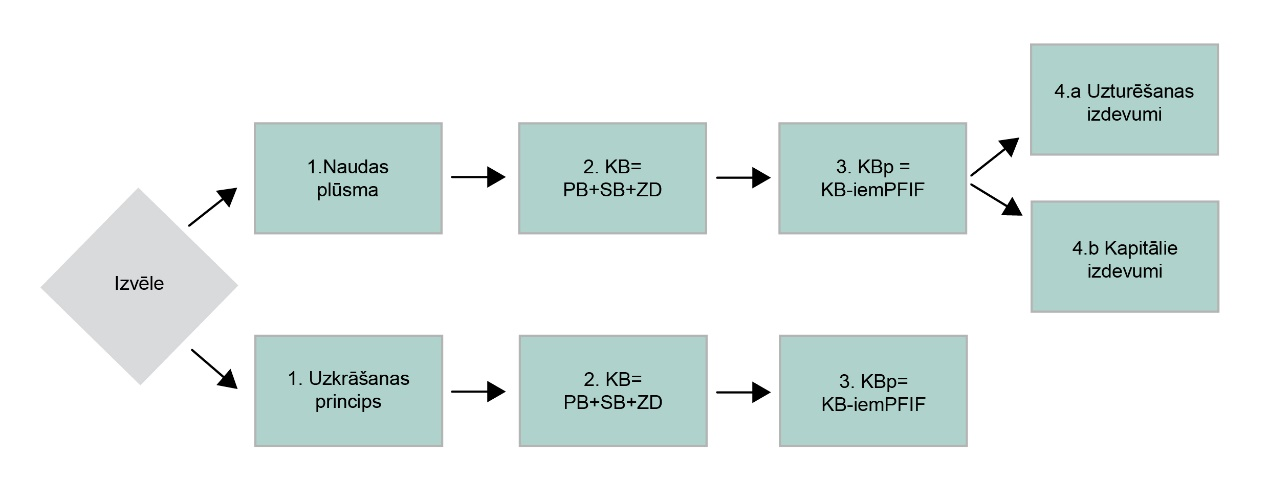 Izvēle
1.Naudas
plūsma
2. KB=
PB+SB+ZD
3. KBp =
KB-iemPFIF
4.a Uzturēšanas
izdevumi
4.b Kapitālie
izdevumi
1. Uzkrāšanas
princips
2. KB=
PB+SB+ZD
3. KBp=
KB-iemPFIF